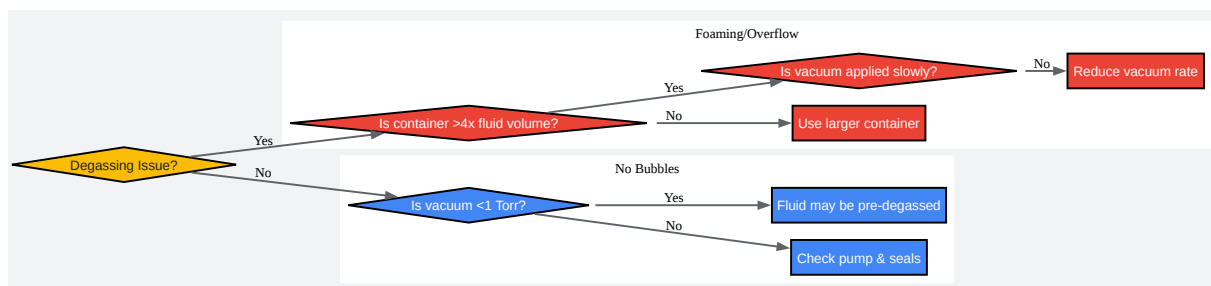 Foaming/Overflow
Is vacuum applied slowly?
No
Reduce vacuum rate
Yes
Is container >4x fluid volume?
No
Use larger container
Yes
Degassing Issue?
No
No Bubbles
Is vacuum <1 Torr?
Yes
Fluid may be pre-degassed
No
Check pump & seals